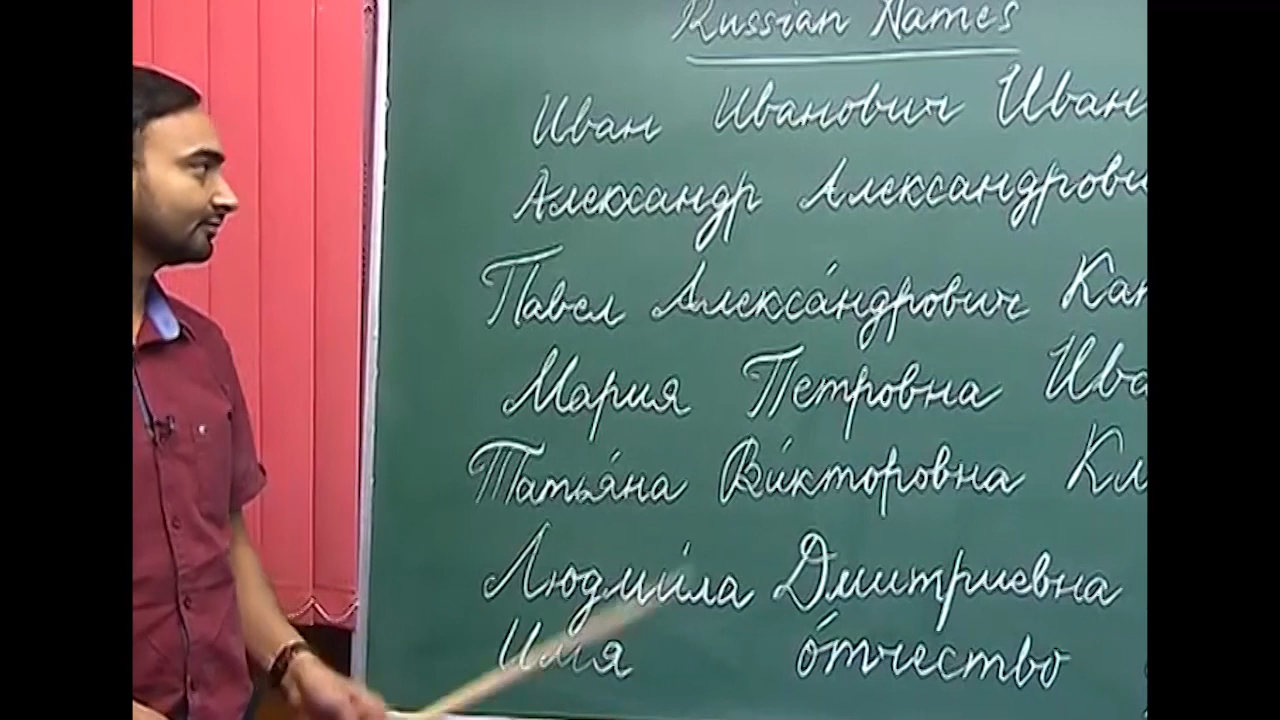 Russian Names
Иван Иванович Иван
Александр Александрови
Павел Алекса́ндрович Кап
Мария Петровна Ива
Татья́на Ви́кторовна Кл
Людми́ла Дмитриевна
Имя о́тчество